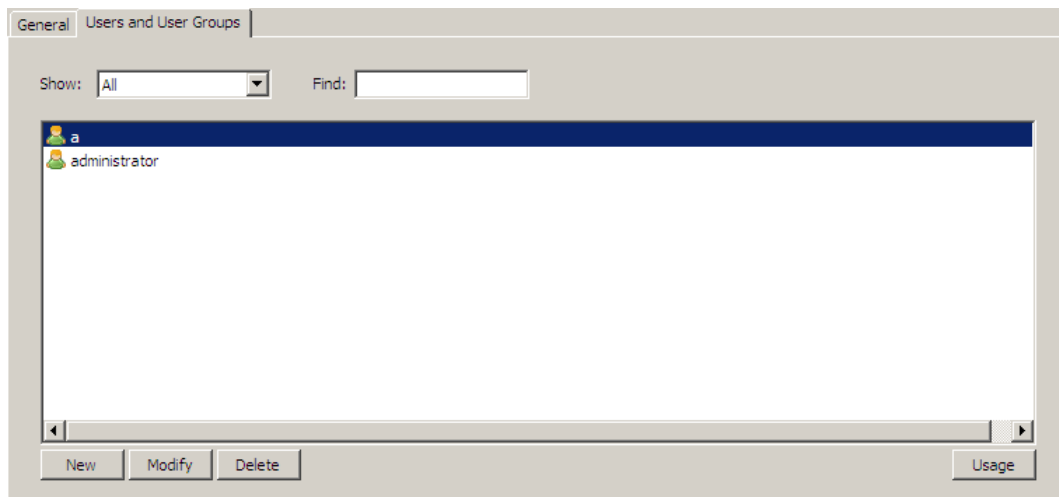 General Users and User Groups
Show: All Find:
a
administrator
New Modify Delete Usage